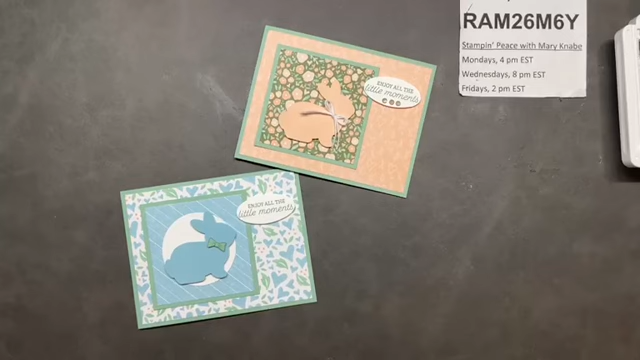 RAM26M6Y
Stampin' Peace with Mary Knabe
Mondays, 4 pm EST
Wednesdays, 8 pm EST
Fridays, 2 pm EST
ENJOY ALL THE
little moments
ENJOY ALL THE
little moments